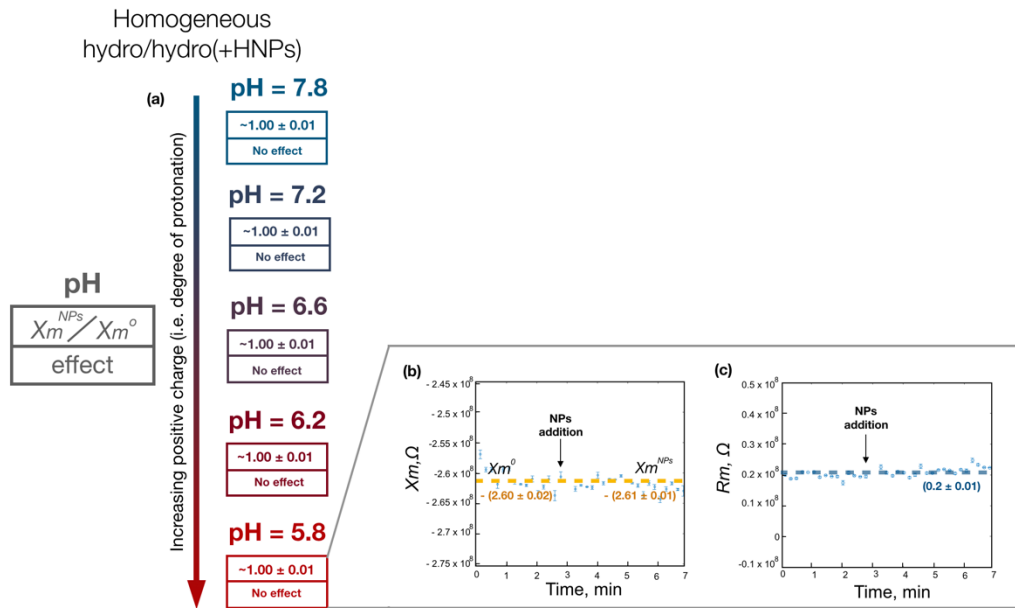 Homogeneous
hydro/hydro(+HNPs)
(a)
Increasing positive charge (i.e. degree of protonation)
pH
Xm^NPs / Xm^o
effect
pH = 7.8
~1.00 ± 0.01
No effect
pH = 7.2
~1.00 ± 0.01
No effect
pH = 6.6
~1.00 ± 0.01
No effect
pH = 6.2
~1.00 ± 0.01
No effect
pH = 5.8
~1.00 ± 0.01
No effect
(b)
Xm, Ω
- 2.45 x 10^8
- 2.50 x 10^8
- 2.55 x 10^8
- 2.60 x 10^8
- 2.65 x 10^8
- 2.70 x 10^8
- 2.75 x 10^8
NPs
addition
Xm^0
Xm^NPs
- (2.60 ± 0.02)
- (2.61 ± 0.01)
0 1 2 3 4 5 6 7
Time, min
(c)
Rm, Ω
0.5 x 10^8
0.4 x 10^8
0.3 x 10^8
0.2 x 10^8
0.1 x 10^8
0
-0.1 x 10^8
NPs
addition
(0.2 ± 0.01)
0 1 2 3 4 5 6 7
Time, min